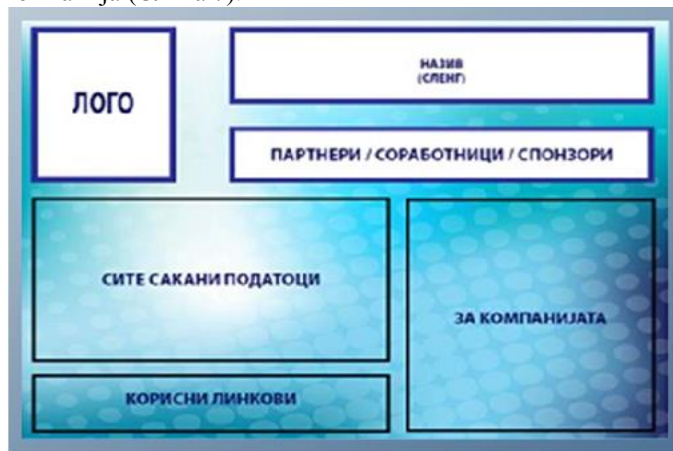 ЛОГО
НАЗИВ
(СЛЕНГ)
ПАРТНЕРИ / СОРАБОТНИЦИ / СПОНЗОРИ
СИТЕ САКАНИ ПОДАТОЦИ
ЗА КОМПАНИЈАТА
КОРИСНИ ЛИНКОВИ